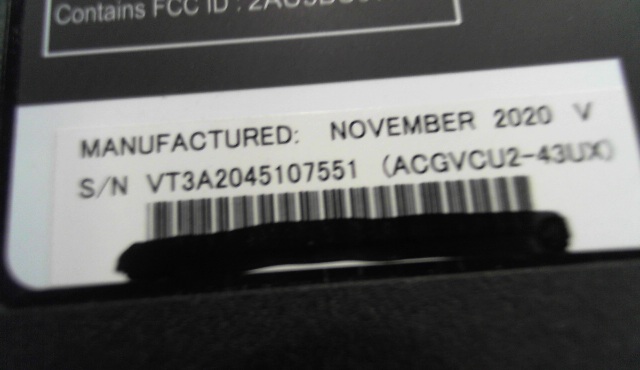 Contains FCC ID :
MANUFACTURED: NOVEMBER 2020 V
S/N VT3A2045107551 (ACGVCU2-43UX)